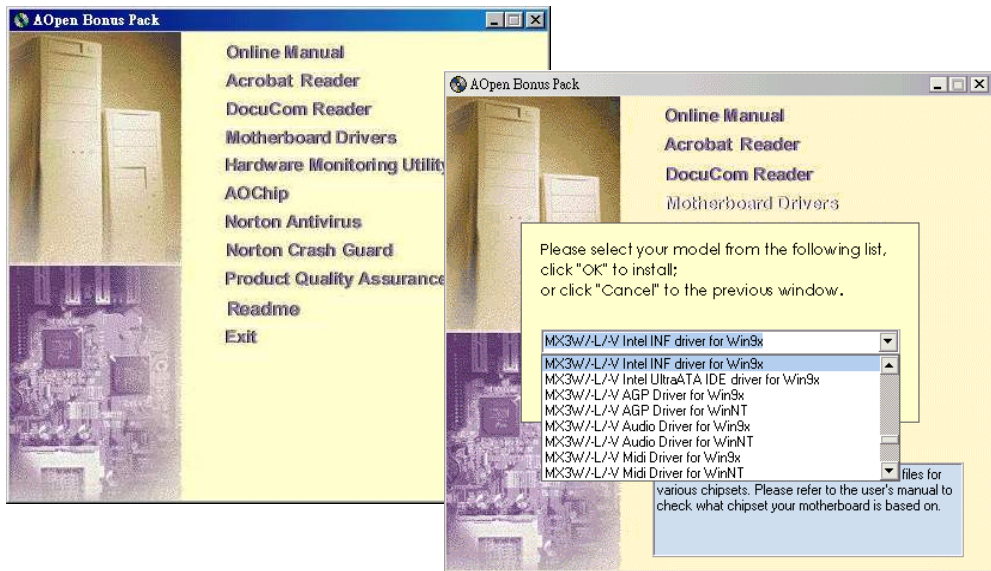 AOpen Bonus Pack
Online Manual
Acrobat Reader
DocuCom Reader
Motherboard Drivers
Hardware Monitoring Utility
AOChip
Norton Antivirus
Norton Crash Guard
Product Quality Assurance
Readme
Exit
AOpen Bonus Pack
Online Manual
Acrobat Reader
DocuCom Reader
Motherboard Drivers
Please select your model from the following list,
click "OK" to install;
or click "Cancel" to the previous window.
MX3W/-L/-V Intel INF driver for Win9x
MX3W/-L/-V Intel INF driver for Win9x
MX3W/-L/-V Intel UltraATA IDE driver for Win9x
MX3W/-L/-V AGP Driver for Win9x
MX3W/-L/-V AGP Driver for WinNT
MX3W/-L/-V Audio Driver for Win9x
MX3W/-L/-V Audio Driver for WinNT
MX3W/-L/-V Midi Driver for Win9x
MX3W/-L/-V Midi Driver for WinNT
files for
various chipsets. Please refer to the user's manual to
check what chipset your motherboard is based on.